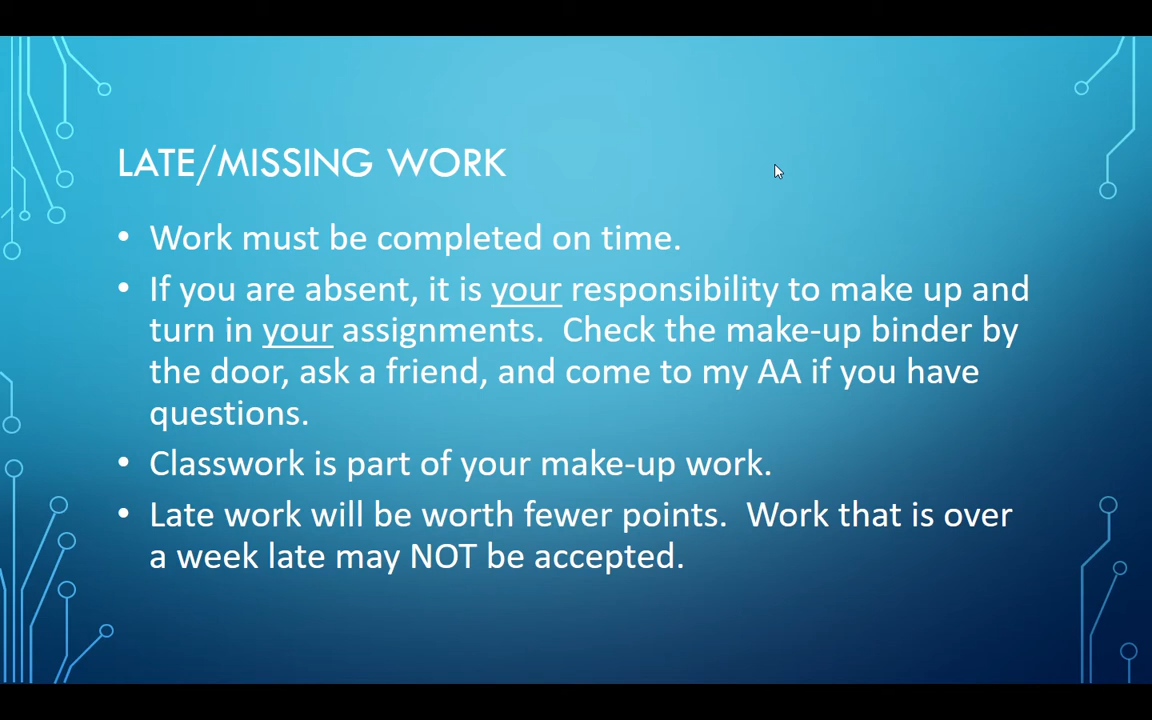 LATE/MISSING WORK
• Work must be completed on time.
• If you are absent, it is your responsibility to make up and
turn in your assignments.  Check the make-up binder by
the door, ask a friend, and come to my AA if you have
questions.
• Classwork is part of your make-up work.
• Late work will be worth fewer points.  Work that is over
a week late may NOT be accepted.